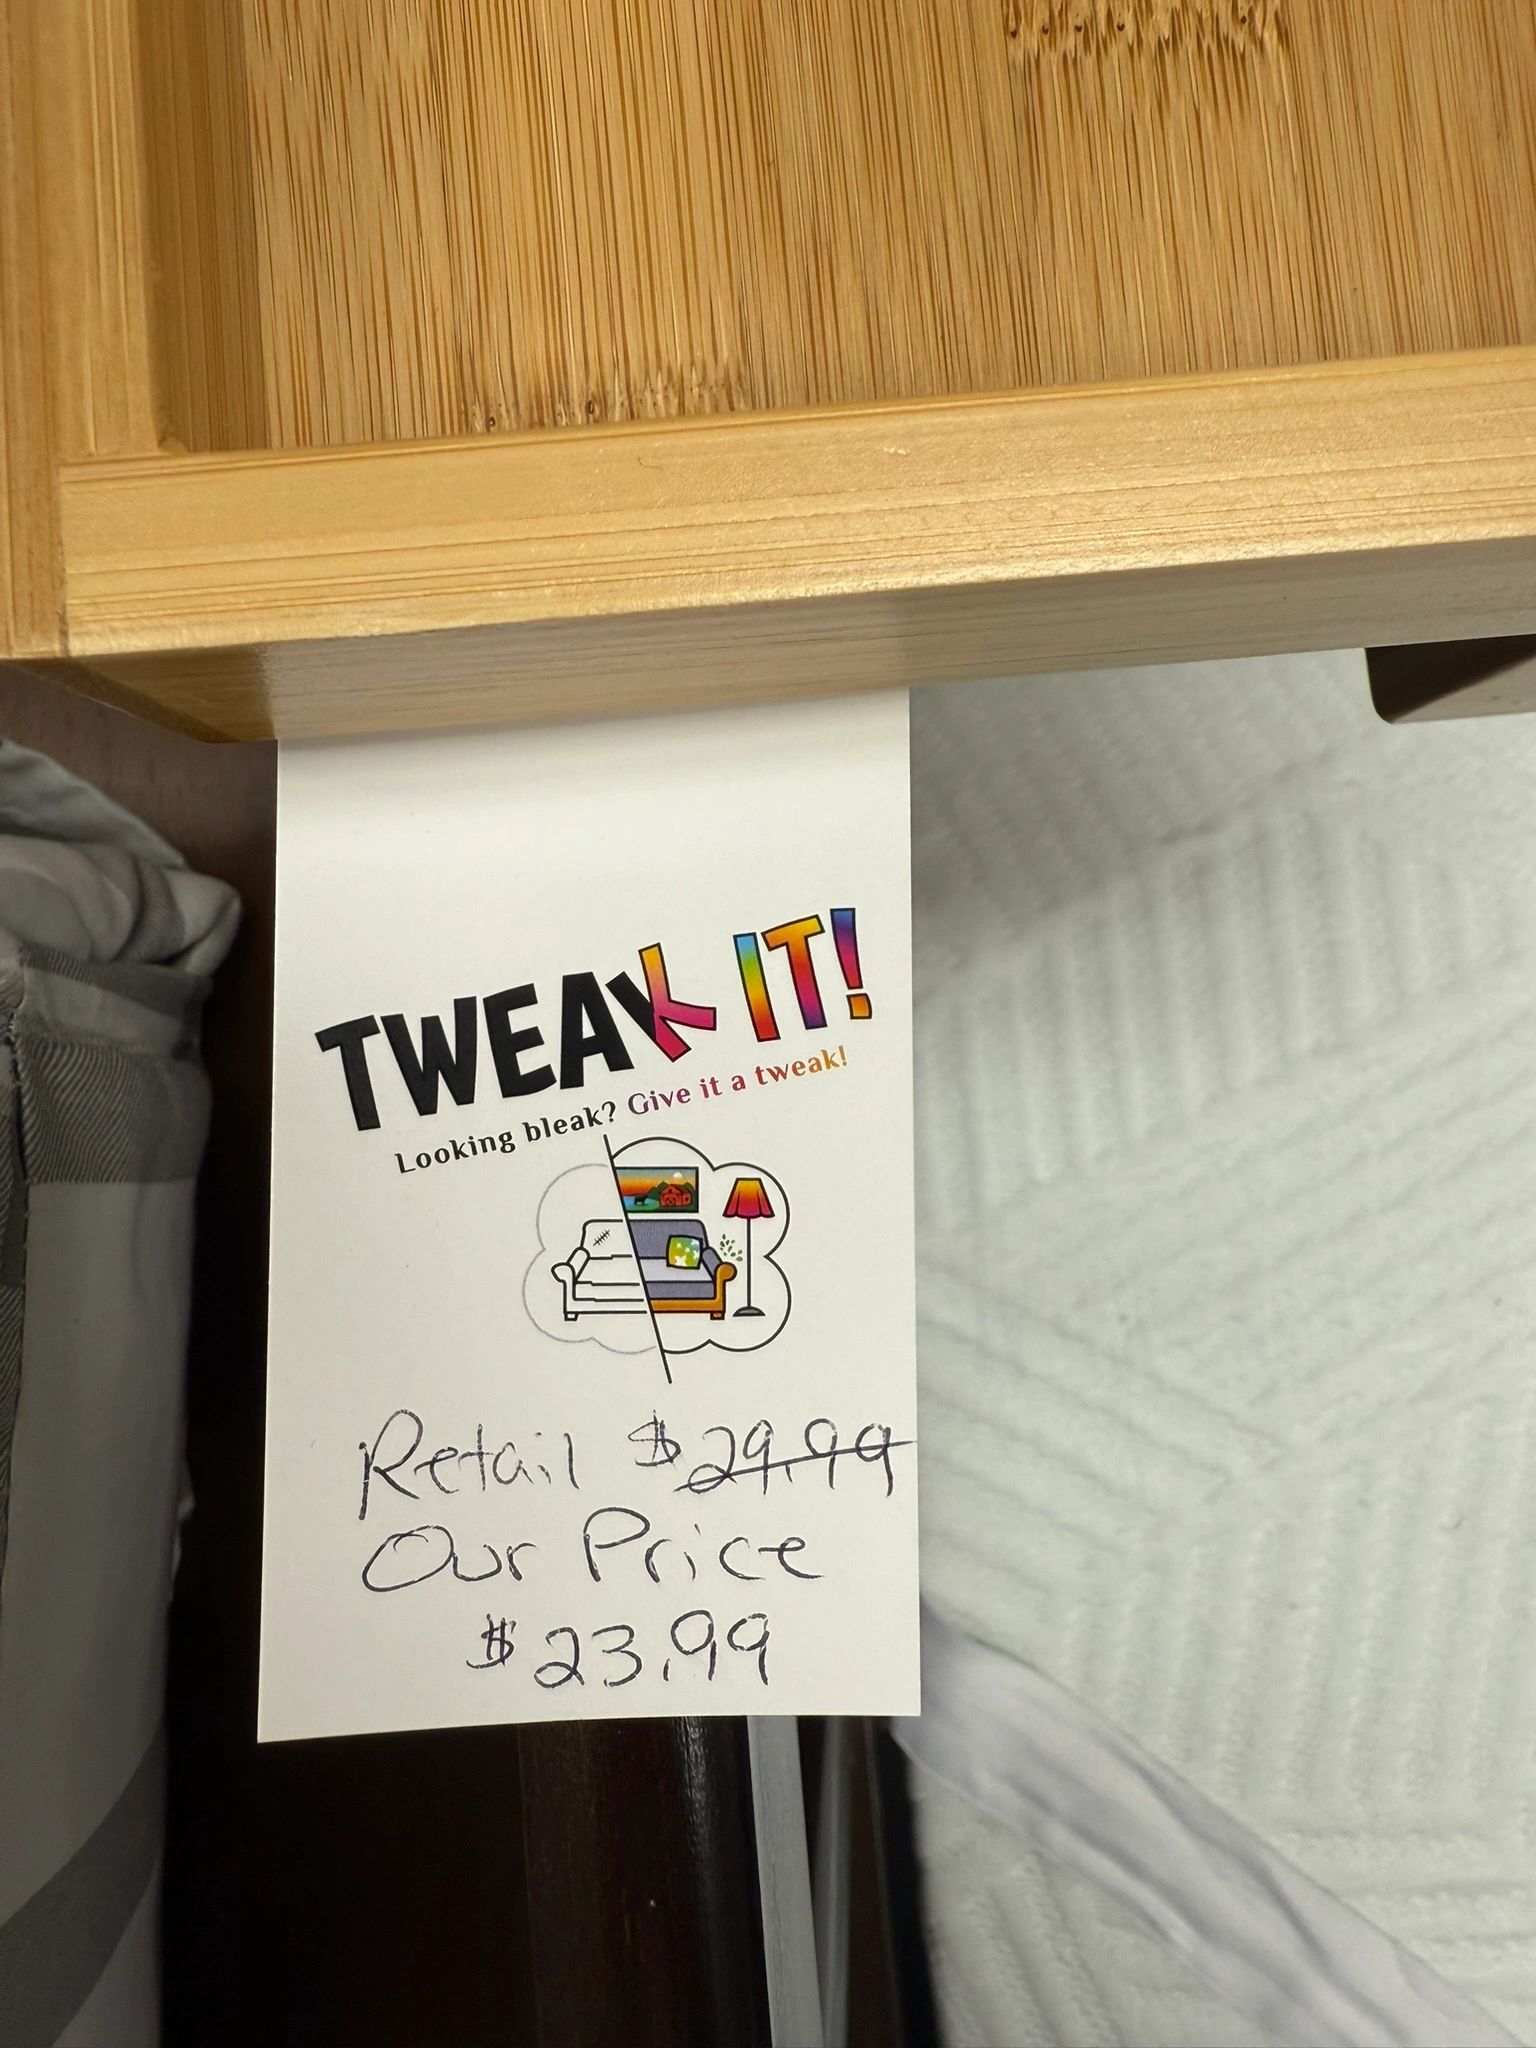 TWEAK IT!
Looking bleak? Give it a tweak!
Retail $29.99
Our Price
$23.99